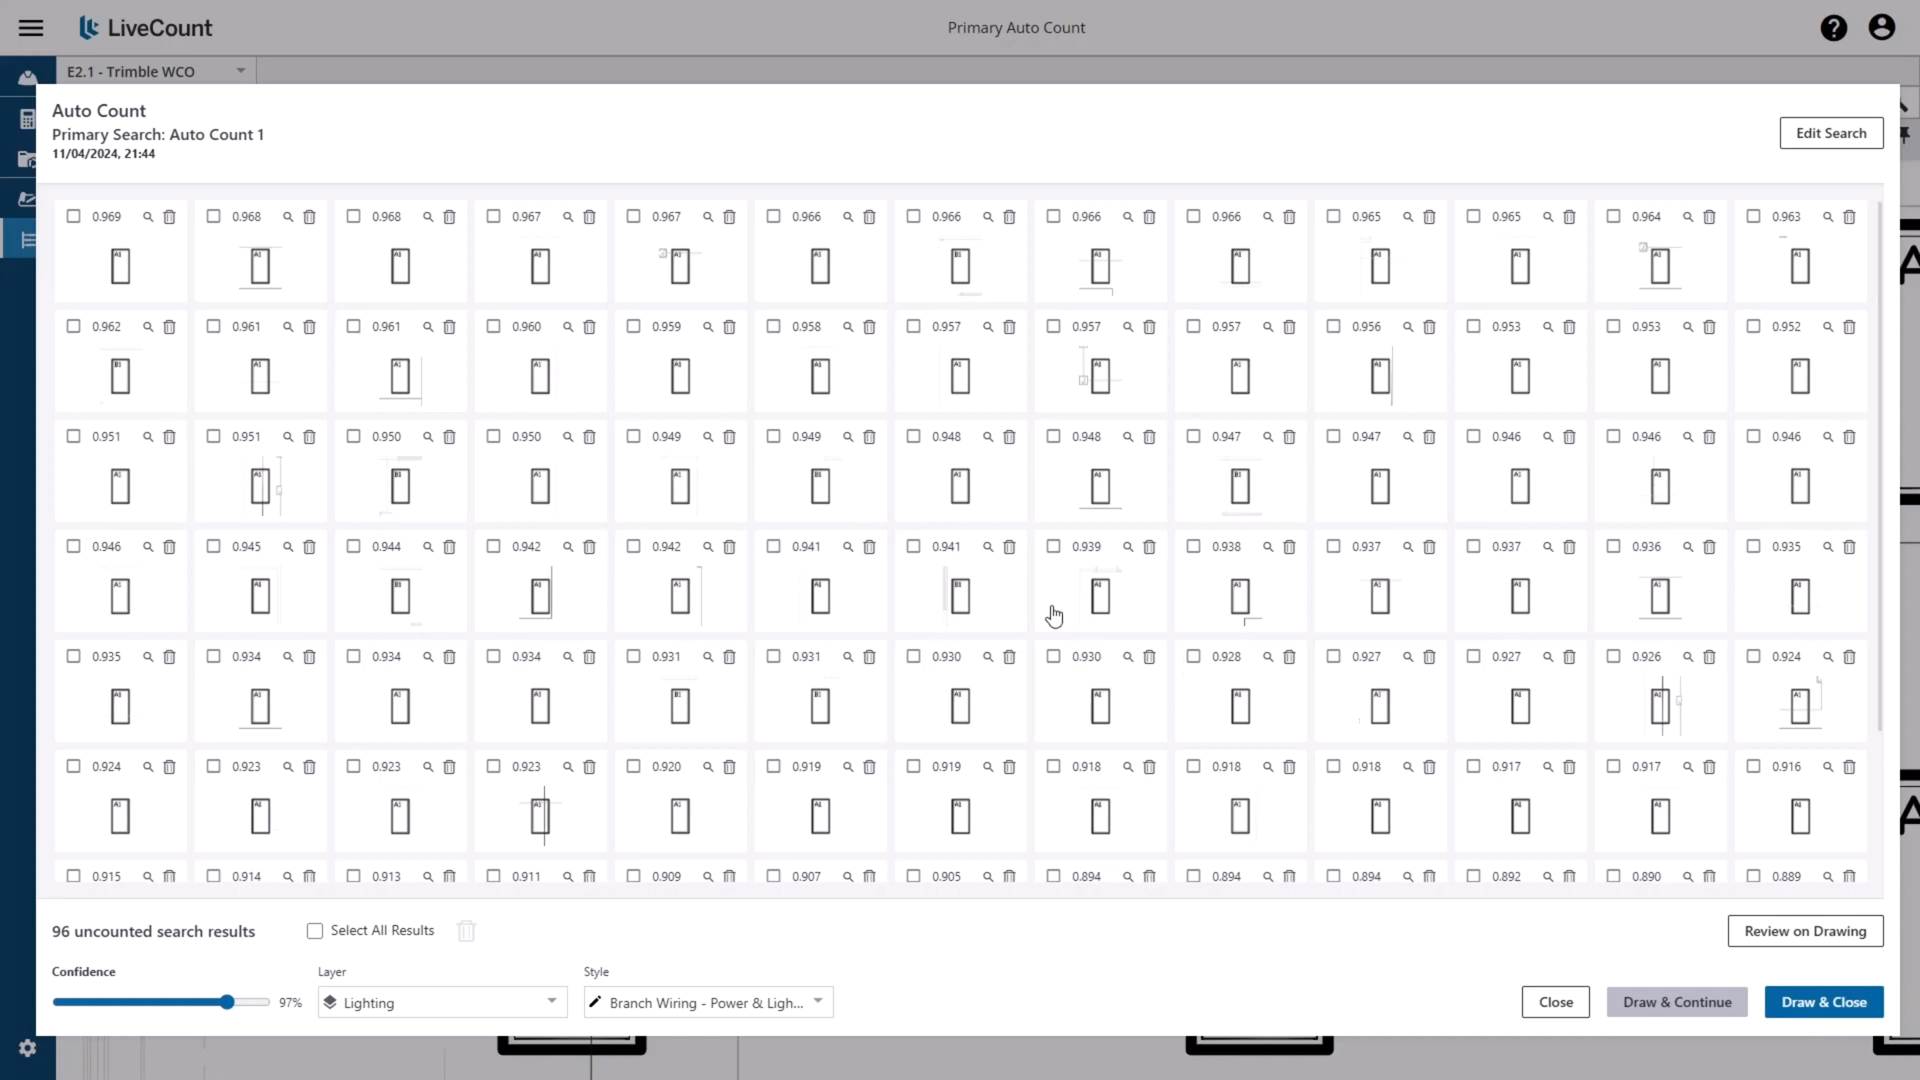 LiveCount
Primary Auto Count
E2.1 - Trimble WCO
Auto Count
Primary Search: Auto Count 1
11/04/2024, 21:44
Edit Search
0.969 0.968 0.968 0.967 0.967 0.966 0.966 0.966 0.966 0.965 0.965 0.964 0.963
0.962 0.961 0.961 0.960 0.959 0.958 0.957 0.957 0.957 0.956 0.953 0.953 0.952
0.951 0.951 0.950 0.950 0.949 0.949 0.948 0.948 0.947 0.947 0.946 0.946 0.946
0.946 0.945 0.944 0.942 0.942 0.941 0.941 0.939 0.938 0.937 0.937 0.936 0.935
0.935 0.934 0.934 0.934 0.931 0.931 0.930 0.930 0.928 0.927 0.927 0.926 0.924
0.924 0.923 0.923 0.923 0.920 0.919 0.919 0.918 0.918 0.918 0.917 0.917 0.916
0.915 0.914 0.913 0.911 0.909 0.907 0.905 0.894 0.894 0.894 0.892 0.890 0.889
96 uncounted search results
Select All Results
Review on Drawing
Confidence
Layer
Style
97%
Lighting
Branch Wiring - Power & Ligh...
Close
Draw & Continue
Draw & Close